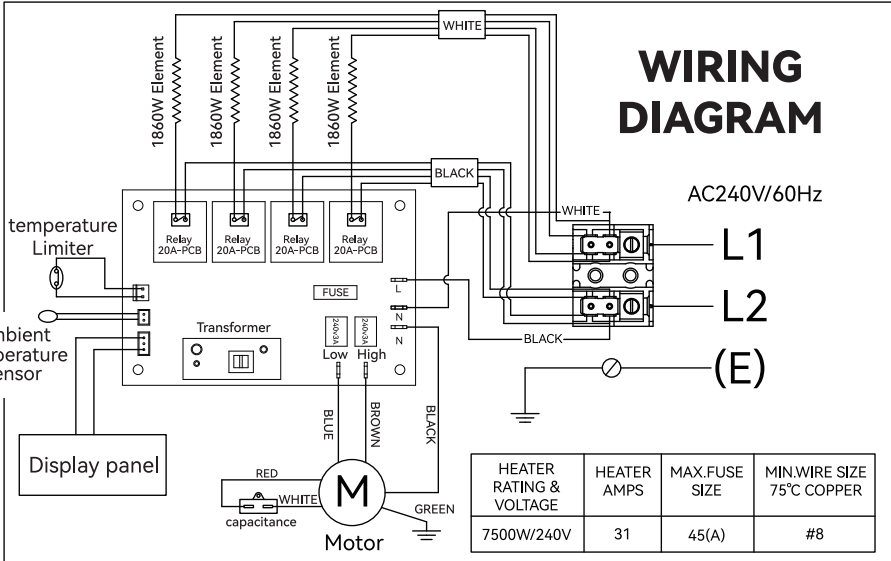 WIRING
DIAGRAM
WHITE
1860W Element
1860W Element
1860W Element
1860W Element
BLACK
AC240V/60Hz
WHITE
temperature
Limiter
Relay
20A-PCB
Relay
20A-PCB
Relay
20A-PCB
Relay
20A-PCB
L1
L
FUSE
N
L2
Transformer
240v3A
240v3A
N
BLACK
mbient
perature
ensor
Low
High
(E)
BLUE
BROWN
BLACK
Display panel
RED
WHITE
M
capacitance
GREEN
Motor
HEATER
RATING &
VOLTAGE
HEATER
AMPS
MAX.FUSE
SIZE
MIN.WIRE SIZE
75°C COPPER
7500W/240V
31
45(A)
#8